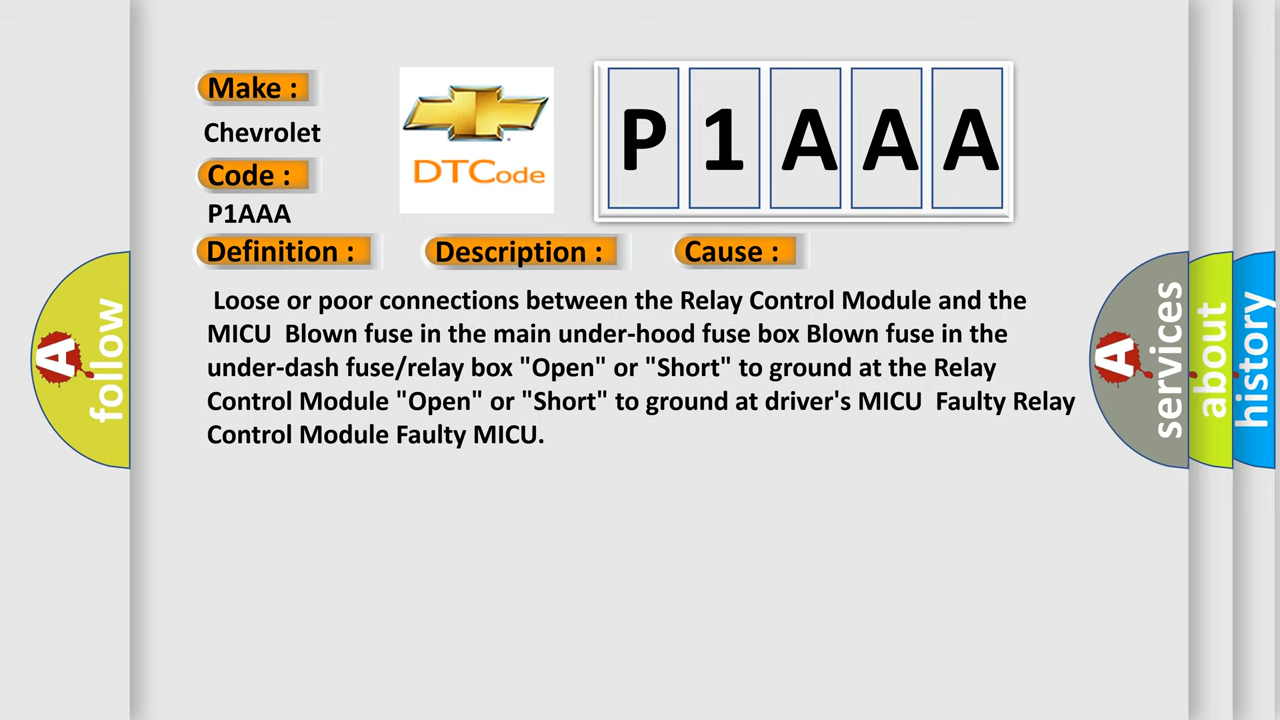 Make :
Chevrolet
Code :
P1AAA
DTCode
P1AAA
Definition :
Description :
Cause :
Loose or poor connections between the Relay Control Module and the
MICU  Blown fuse in the main under-hood fuse box Blown fuse in the
under-dash fuse/relay box "Open" or "Short" to ground at the Relay
Control Module "Open" or "Short" to ground at driver's MICU  Faulty Relay
Control Module Faulty MICU.
A follow
A services
about
history